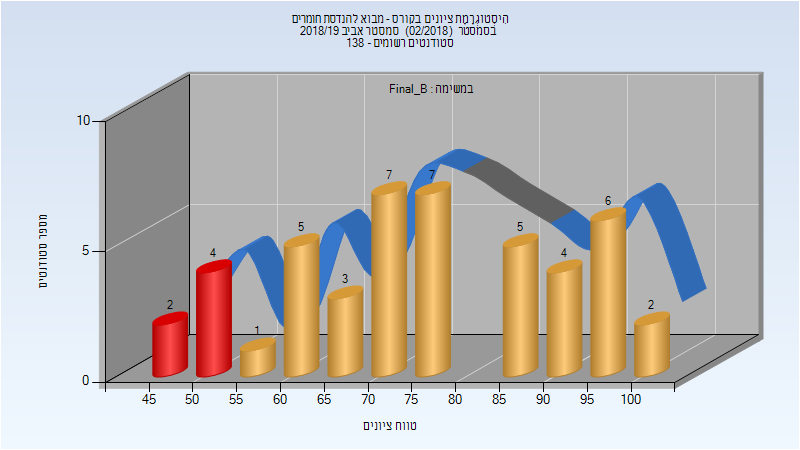 היסטוגרמת ציונים בקורס - מבוא להנדסת חומרים
בסמסטר (02/2018) סמסטר אביב 2018/19
סטודנטים רשומים - 138
במשימה : Final_B
מספר סטודנטים
10
5
0
2
4
1
5
3
7
7
5
4
6
2
45 50 55 60 65 70 75 80 85 90 95 100
טווח ציונים